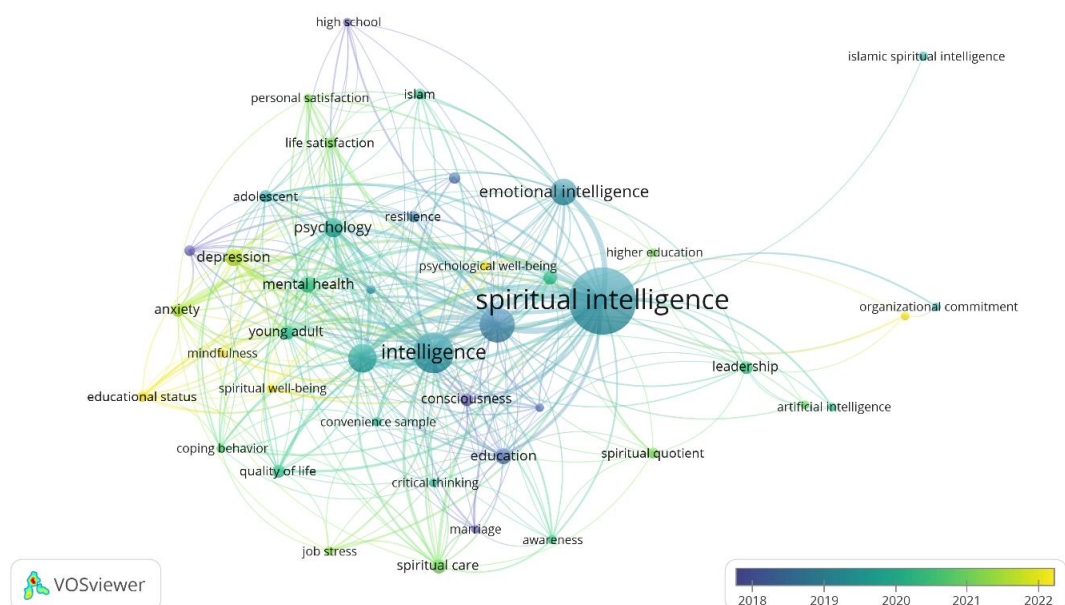 high school
islamic spiritual intelligence
personal satisfaction
islam
life satisfaction
emotional intelligence
adolescent
resilience
psychology
higher education
depression
psychological well-being
mental health
spiritual intelligence
anxiety
organizational commitment
young adult
mindfulness
intelligence
leadership
spiritual well-being
educational status
consciousness
artificial intelligence
convenience sample
coping behavior
education
spiritual quotient
quality of life
critical thinking
marriage
awareness
job stress
spiritual care
VOSviewer
2018 2019 2020 2021 2022